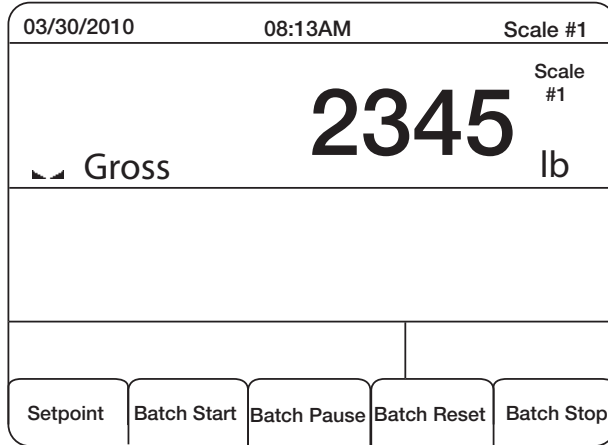 03/30/2010 08:13AM Scale #1
Scale
#1
2345
Gross lb
Setpoint Batch Start Batch Pause Batch Reset Batch Stop